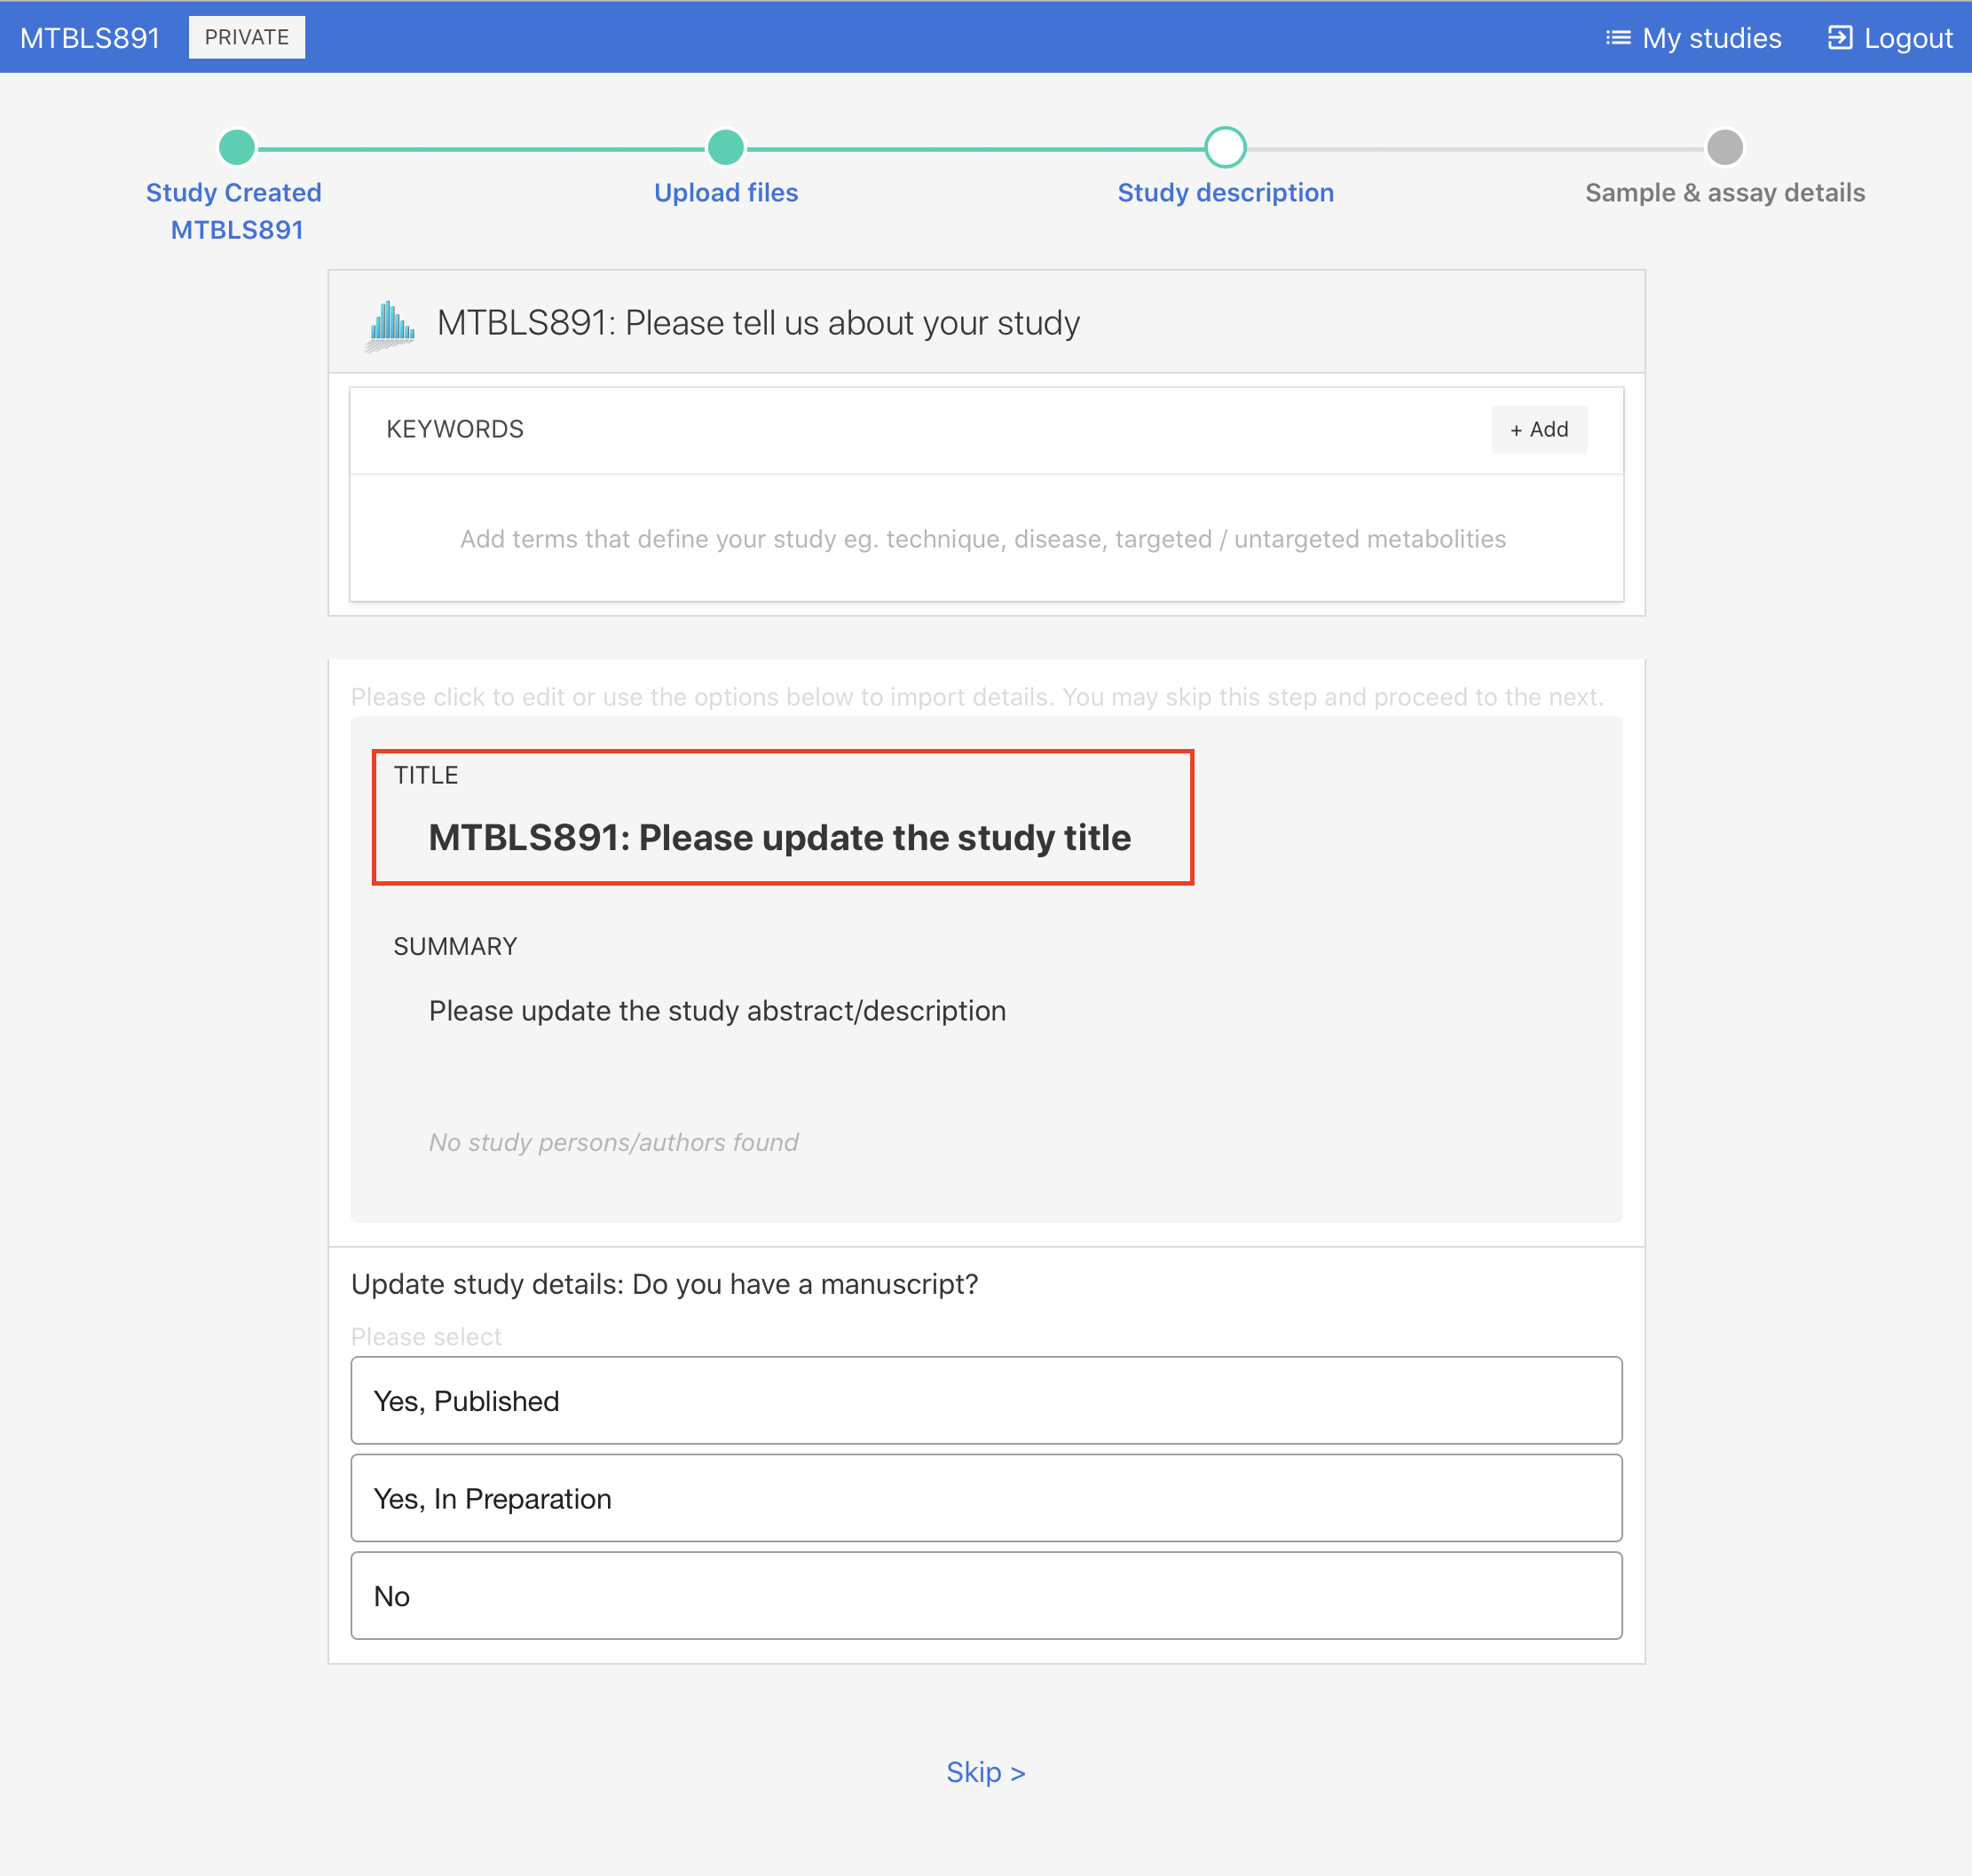 MTBLS891 PRIVATE My studies Logout
Study Created
MTBLS891
Upload files
Study description
Sample & assay details
MTBLS891: Please tell us about your study
KEYWORDS
+ Add
Add terms that define your study eg. technique, disease, targeted / untargeted metabolities
Please click to edit or use the options below to import details. You may skip this step and proceed to the next.
TITLE
MTBLS891: Please update the study title
SUMMARY
Please update the study abstract/description
No study persons/authors found
Update study details: Do you have a manuscript?
Please select
Yes, Published
Yes, In Preparation
No
Skip >